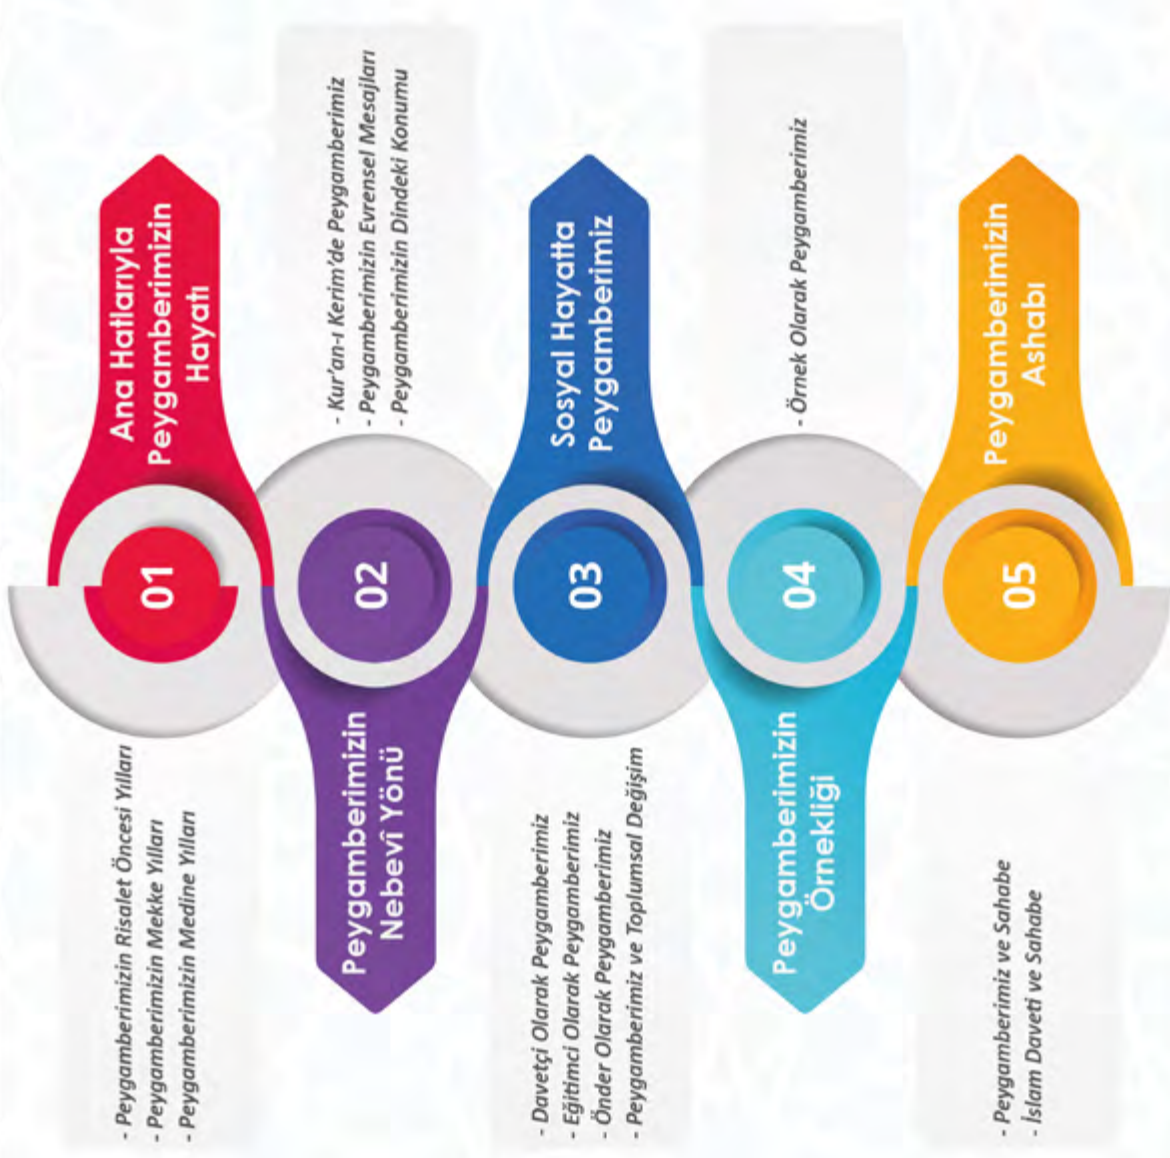 01
Ana Hatlarıyla
Peygamberimizin
Hayatı
- Peygamberimizin Risalet Öncesi Yılları
- Peygamberimizin Mekke Yılları
- Peygamberimizin Medine Yılları
02
Peygamberimizin
Nebevî Yönü
- Kur'an-ı Kerim'de Peygamberimiz
- Peygamberimizin Evrensel Mesajları
- Peygamberimizin Dindeki Konumu
03
Sosyal Hayatta
Peygamberimiz
- Davetçi Olarak Peygamberimiz
- Eğitimci Olarak Peygamberimiz
- Önder Olarak Peygamberimiz
- Peygamberimiz ve Toplumsal Değişim
04
Peygamberimizin
Örnekliği
- Örnek Olarak Peygamberimiz
05
Peygamberimizin
Ashabı
- Peygamberimiz ve Sahabe
- İslam Daveti ve Sahabe